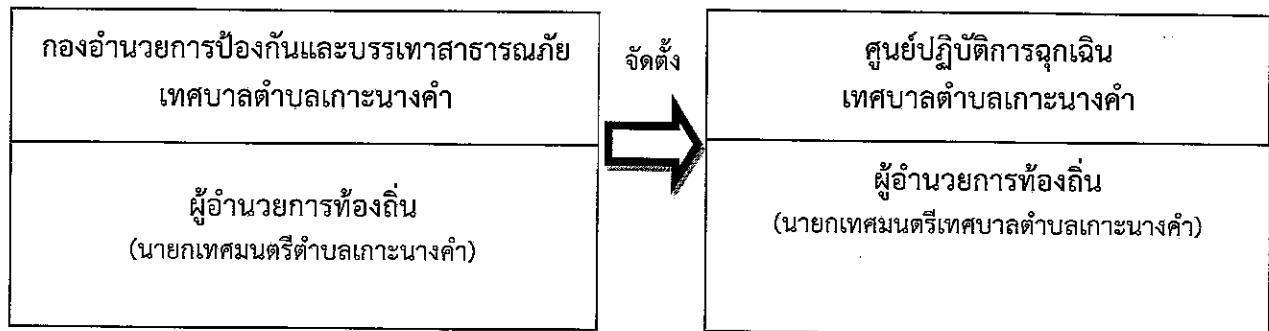 กองอำนวยการป้องกันและบรรเทาสาธารณภัย
เทศบาลตำบลเกาะนางคำ
ผู้อำนวยการท้องถิ่น
(นายกเทศมนตรีตำบลเกาะนางคำ)
จัดตั้ง
ศูนย์ปฏิบัติการฉุกเฉิน
เทศบาลตำบลเกาะนางคำ
ผู้อำนวยการท้องถิ่น
(นายกเทศมนตรีเทศบาลตำบลเกาะนางคำ)